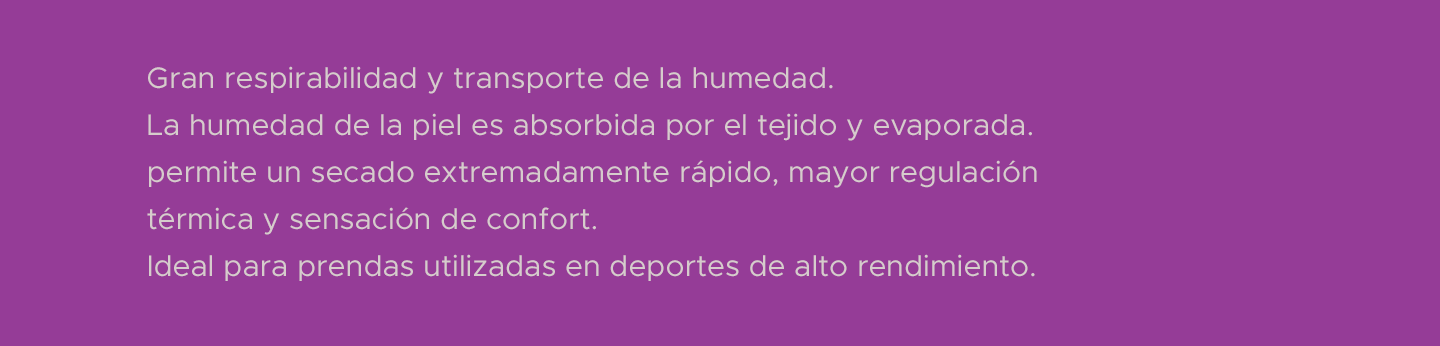 Gran respirabilidad y transporte de la humedad.
La humedad de la piel es absorbida por el tejido y evaporada.
permite un secado extremadamente rápido, mayor regulación
térmica y sensación de confort.
Ideal para prendas utilizadas en deportes de alto rendimiento.